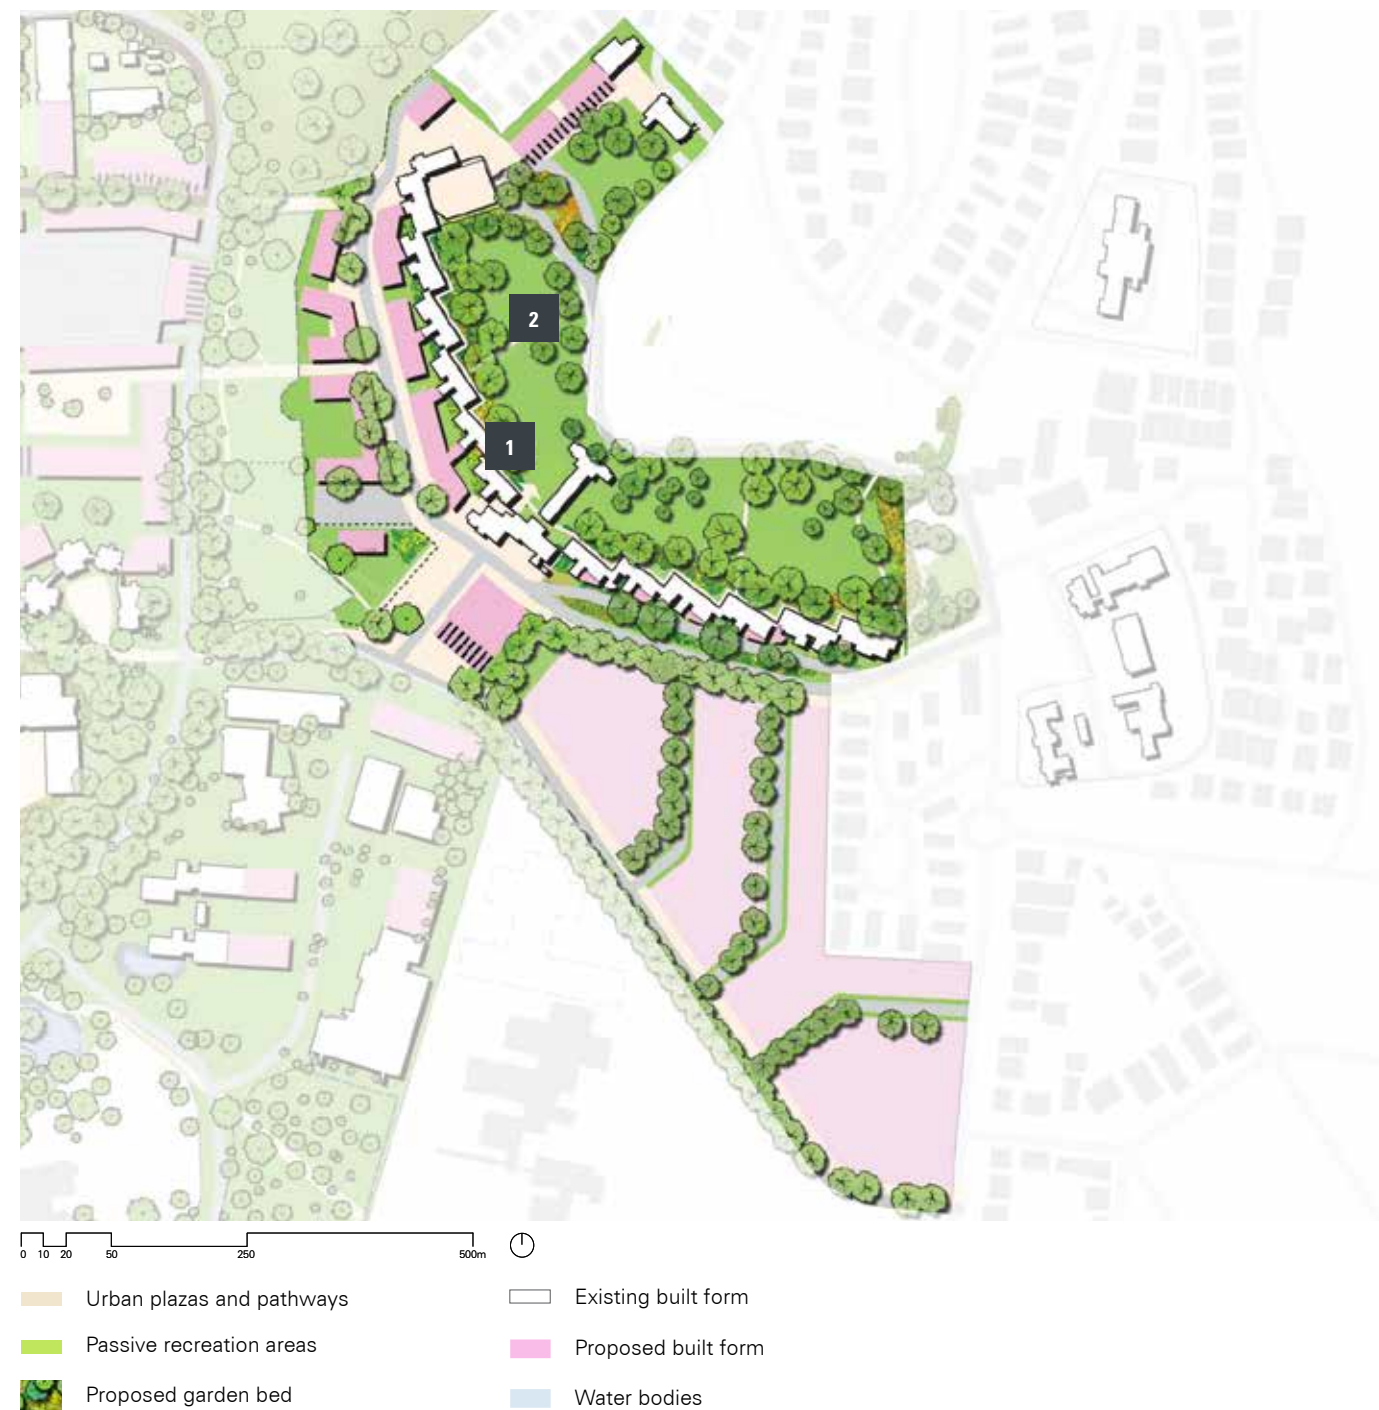 2
1
0 10 20 50 250 500m
Urban plazas and pathways
Passive recreation areas
Proposed garden bed
Existing built form
Proposed built form
Water bodies